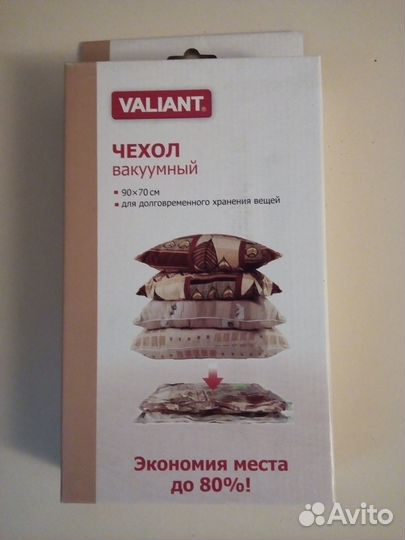 VALIANT®
ЧЕХОЛ
вакуумный
▪ 90×70 см
▪ для долговременного хранения вещей
Экономия места
до 80%!
Avito